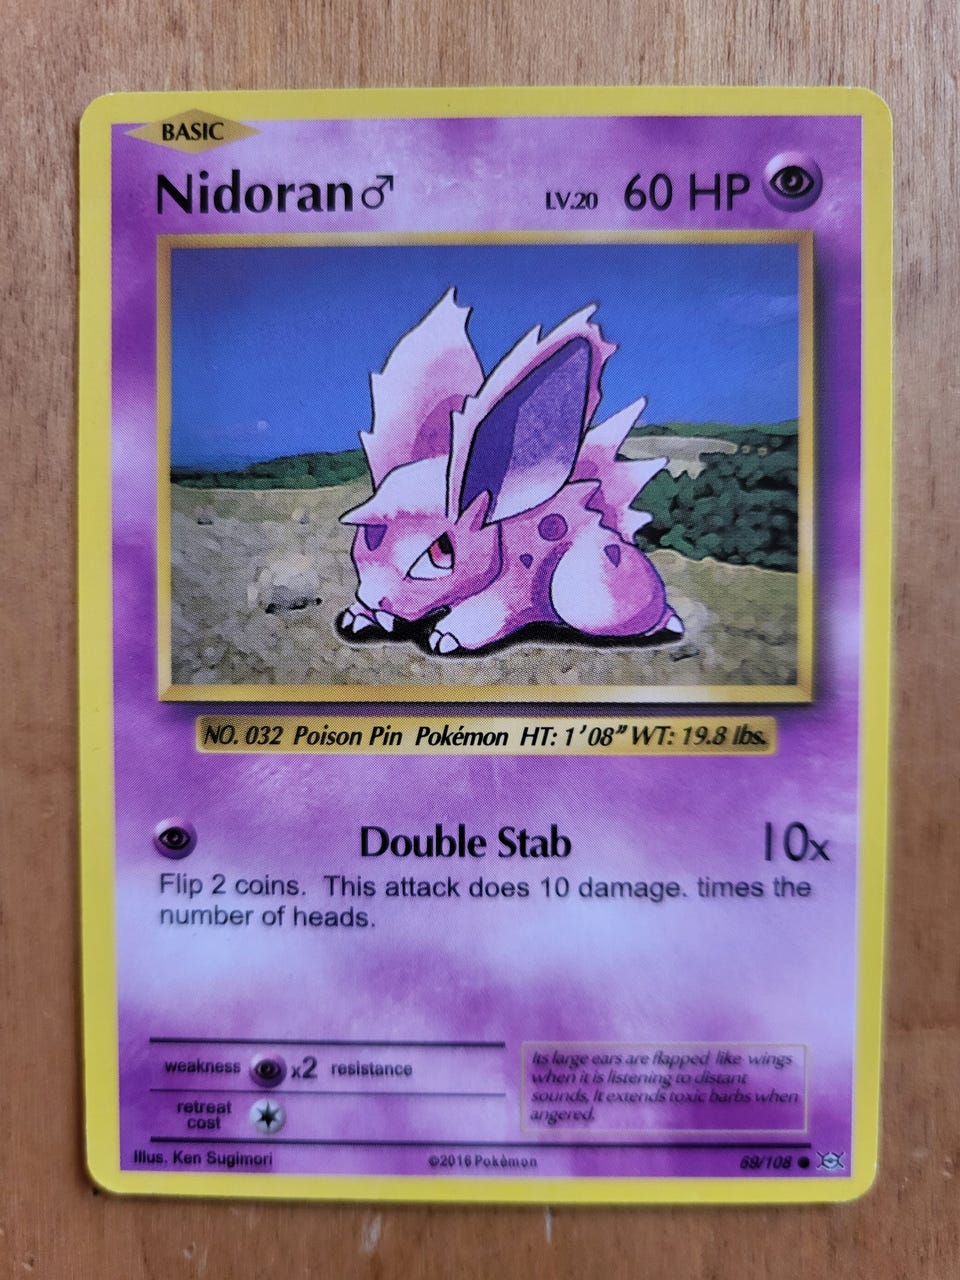 BASIC
Nidoran♂ LV.20 60 HP
NO. 032 Poison Pin Pokémon HT: 1'08" WT: 19.8 lbs.
Double Stab 10x
Flip 2 coins. This attack does 10 damage. times the
number of heads.
weakness x2 resistance
retreat
cost
Its large ears are flapped like wings
when it is listening to distant
sounds, It extends toxic barbs when
angered.
Illus. Ken Sugimori ©2016 Pokémon 69/108